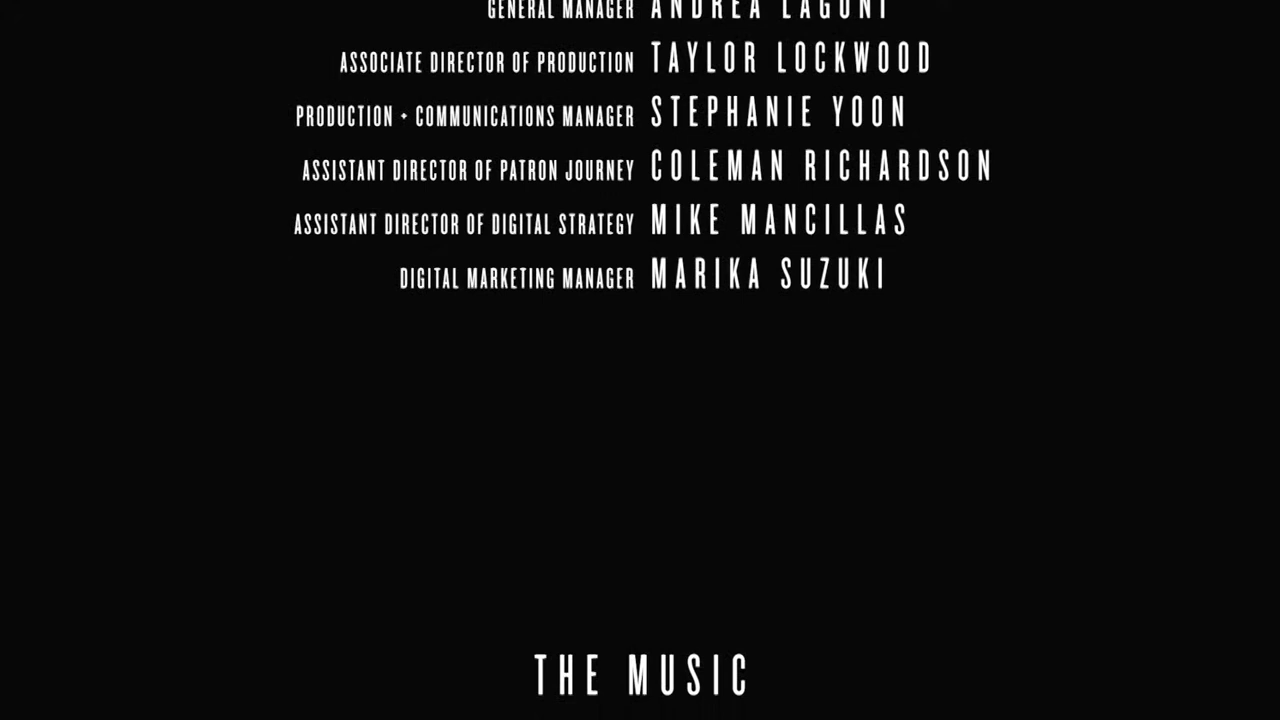 GENERAL MANAGER ANDREA LAGUNI
ASSOCIATE DIRECTOR OF PRODUCTION TAYLOR LOCKWOOD
PRODUCTION + COMMUNICATIONS MANAGER STEPHANIE YOON
ASSISTANT DIRECTOR OF PATRON JOURNEY COLEMAN RICHARDSON
ASSISTANT DIRECTOR OF DIGITAL STRATEGY MIKE MANCILLAS
DIGITAL MARKETING MANAGER MARIKA SUZUKI
THE MUSIC